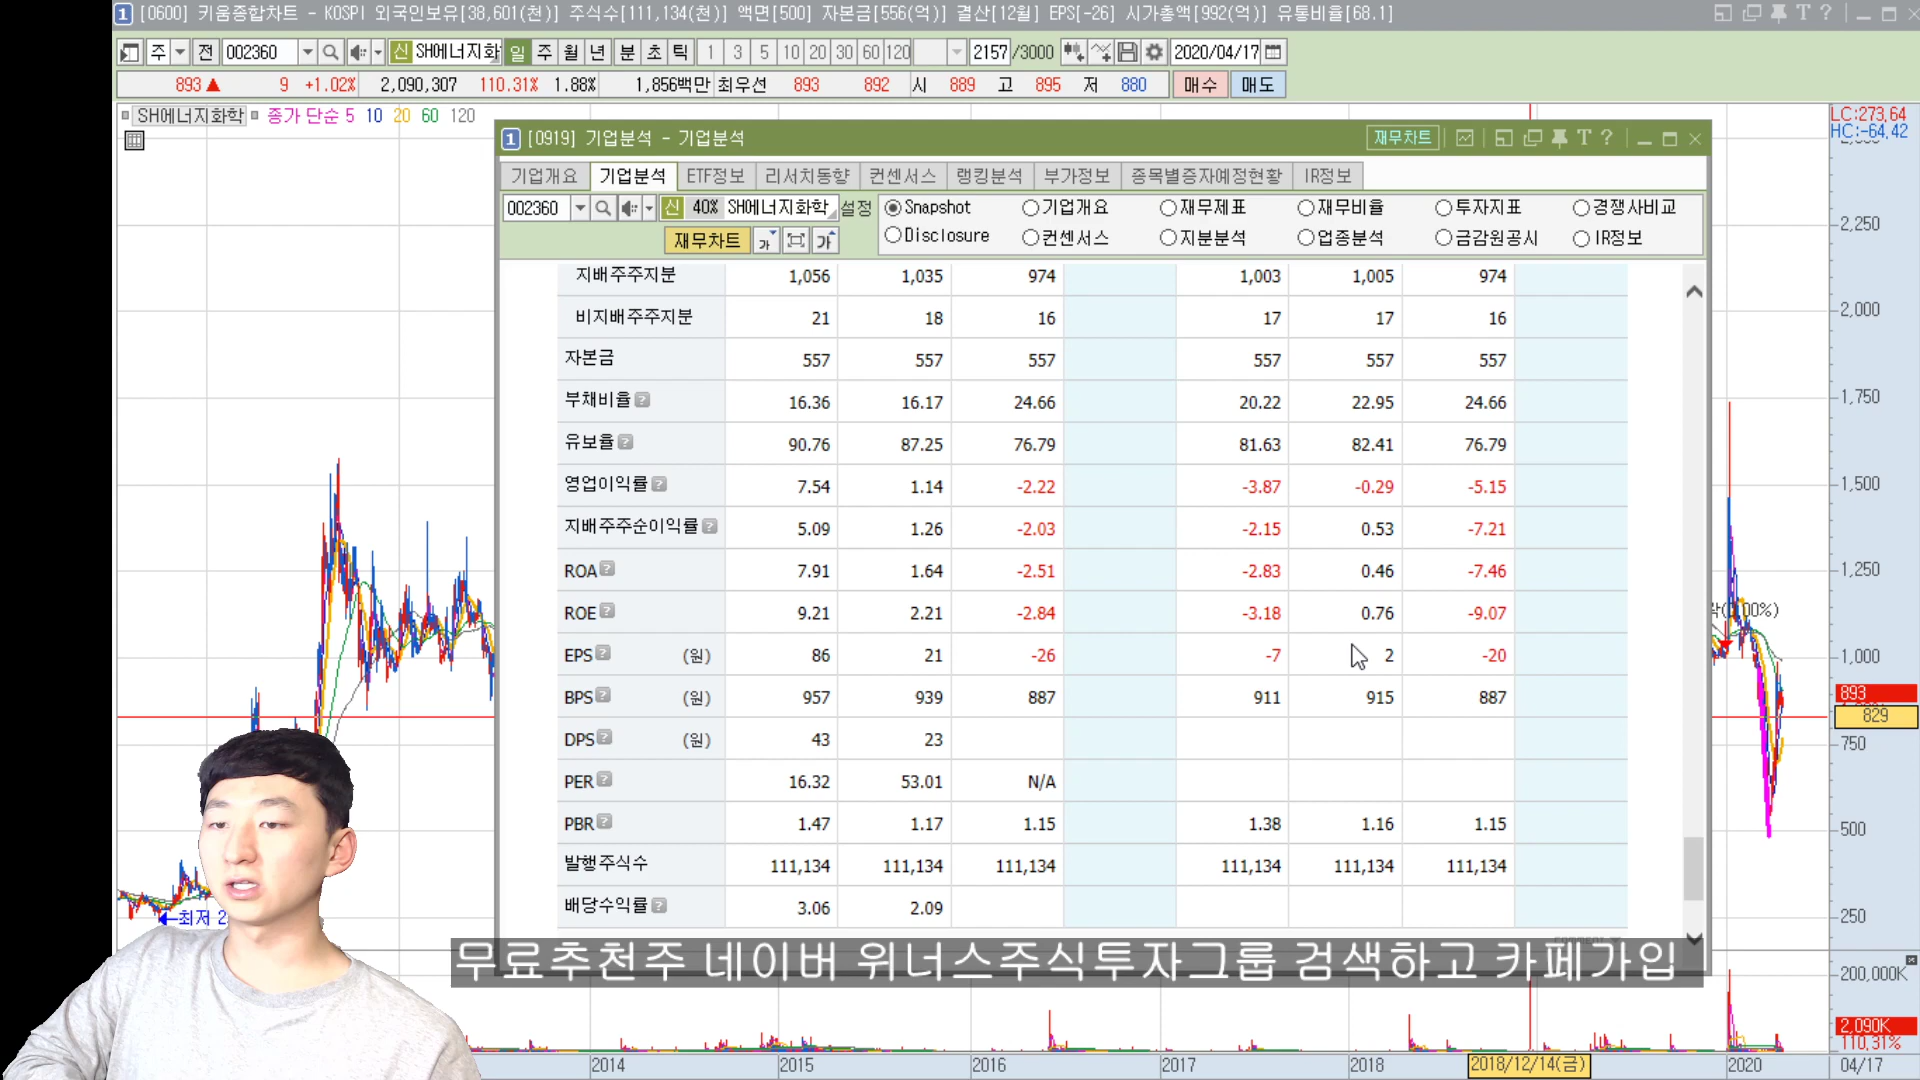 1 [0600] 키움종합차트 - KOSPI 외국인보유[38,601(천)] 주식수[111,134(천)] 액면[500] 자본금[556(억)] 결산[12월] EPS[-26] 시가총액[992(억)] 유통비율[68.1]
주 전 002360 신 SH에너지화학 일 주 월 년 분 초 틱 1 3 5 10 20 30 60 120 2157 /3000 2020/04/17
893 ▲ 9 +1.02% 2,090,307 110.31% 1.88% 1,856백만 최우선 893 892 시 889 고 895 저 880 매수 매도
SH에너지화학 종가 단순 5 10 20 60 120
LC:273,64
HC:-64,42
1 [0919] 기업분석 - 기업분석 재무차트 T ?
기업개요 기업분석 ETF정보 리서치동향 컨센서스 랭킹분석 부가정보 종목별증자예정현황 IR정보
002360 신 40% SH에너지화학 설정 Snapshot 기업개요 재무제표 재무비율 투자지표 경쟁사비교
재무차트 가 가 Disclosure 컨센서스 지분분석 업종분석 금감원공시 IR정보
지배주주지분 1,056 1,035 974 1,003 1,005 974
비지배주주지분 21 18 16 17 17 16
자본금 557 557 557 557 557 557
부채비율 16.36 16.17 24.66 20.22 22.95 24.66
유보율 90.76 87.25 76.79 81.63 82.41 76.79
영업이익률 7.54 1.14 -2.22 -3.87 -0.29 -5.15
지배주주순이익률 5.09 1.26 -2.03 -2.15 0.53 -7.21
ROA 7.91 1.64 -2.51 -2.83 0.46 -7.46
ROE 9.21 2.21 -2.84 -3.18 0.76 -9.07
EPS (원) 86 21 -26 -7 2 -20
BPS (원) 957 939 887 911 915 887
DPS (원) 43 23
PER 16.32 53.01 N/A
PBR 1.47 1.17 1.15 1.38 1.16 1.15
발행주식수 111,134 111,134 111,134 111,134 111,134 111,134
배당수익률 3.06 2.09
2,250
2,000
1,750
1,500
1,250
1,000
893
829
750
500
250
←최저 2
무료추천주 네이버 위너스주식투자그룹 검색하고 카페가입
200,000K
2,090K
110,31%
2014 2015 2016 2017 2018 2018/12/14(금) 2020 04/17